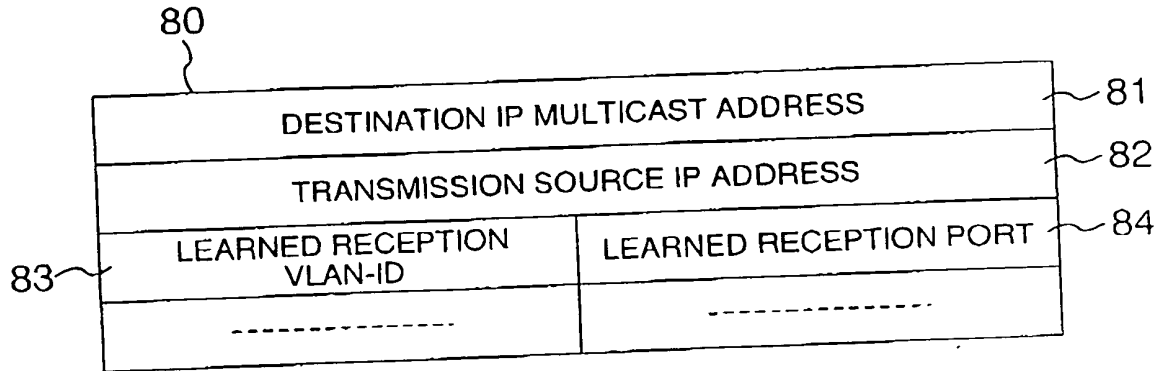 80
DESTINATION IP MULTICAST ADDRESS
81
TRANSMISSION SOURCE IP ADDRESS
82
83
LEARNED RECEPTION
VLAN-ID
LEARNED RECEPTION PORT
84